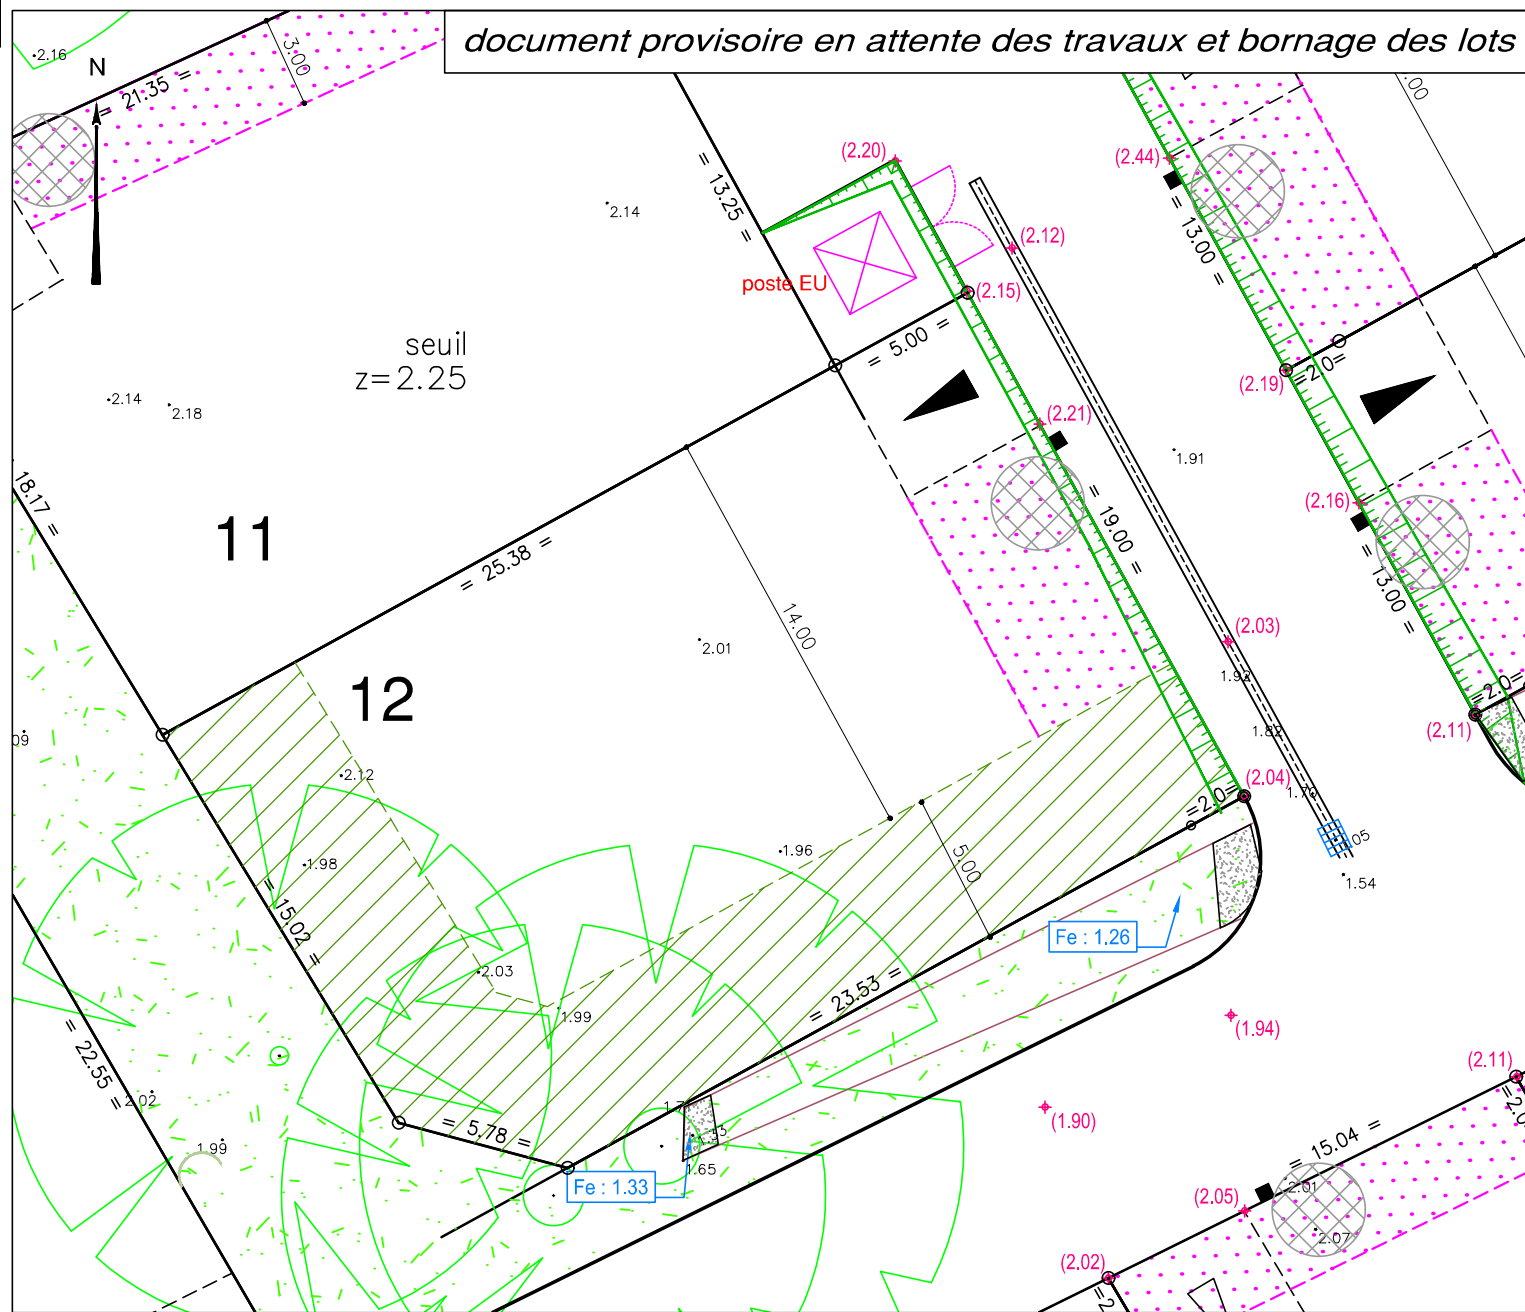 document provisoire en attente des travaux et bornage des lots
2.16
N
3.00
= 21.35 =
= 13.25 =
2.14
(2.20)
(2.12)
(2.15)
poste EU
(2.44)
= 13.00 =
seuil
z=2.25
= 5.00 =
(2.19)
=2.0=
2.14
2.18
(2.21)
1.91
(2.16)
18.17 =
11
= 25.38 =
= 19.00 =
= 13.00 =
14.00
2.01
(2.03)
1.93
12
=2.0=
(2.11)
1.82
2.12
(2.04)
1.70
=2.0=
1.98
1.96
5.00
1.54
= 15.02 =
Fe : 1.26
2.03
= 23.53 =
1.99
(1.94)
= 22.55 =
2.02
(1.90)
(2.11)
1.99
= 5.78 =
1.65
Fe : 1.33
= 15.04 =
2.01
(2.05)
2.07
(2.02)